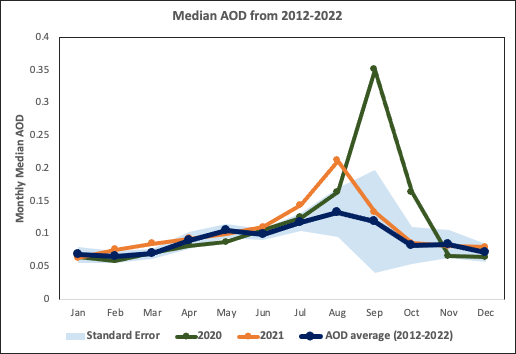 Median AOD from 2012-2022
Monthly Median AOD
0.4
0.35
0.3
0.25
0.2
0.15
0.1
0.05
0
Jan Feb Mar Apr May Jun Jul Aug Sep Oct Nov Dec
Standard Error 2020 2021 AOD average (2012-2022)